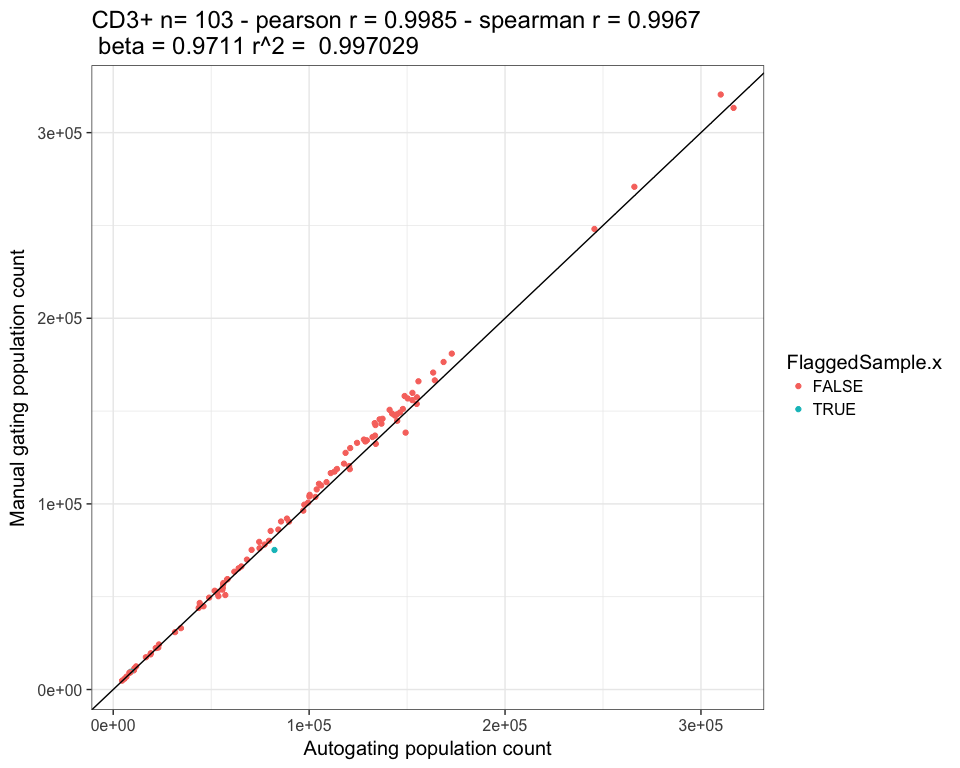 CD3+ n= 103 - pearson r = 0.9985 - spearman r = 0.9967
beta = 0.9711 r^2 =  0.997029
Manual gating population count
3e+05
2e+05
1e+05
0e+00
0e+00 1e+05 2e+05 3e+05
Autogating population count
FlaggedSample.x
FALSE
TRUE